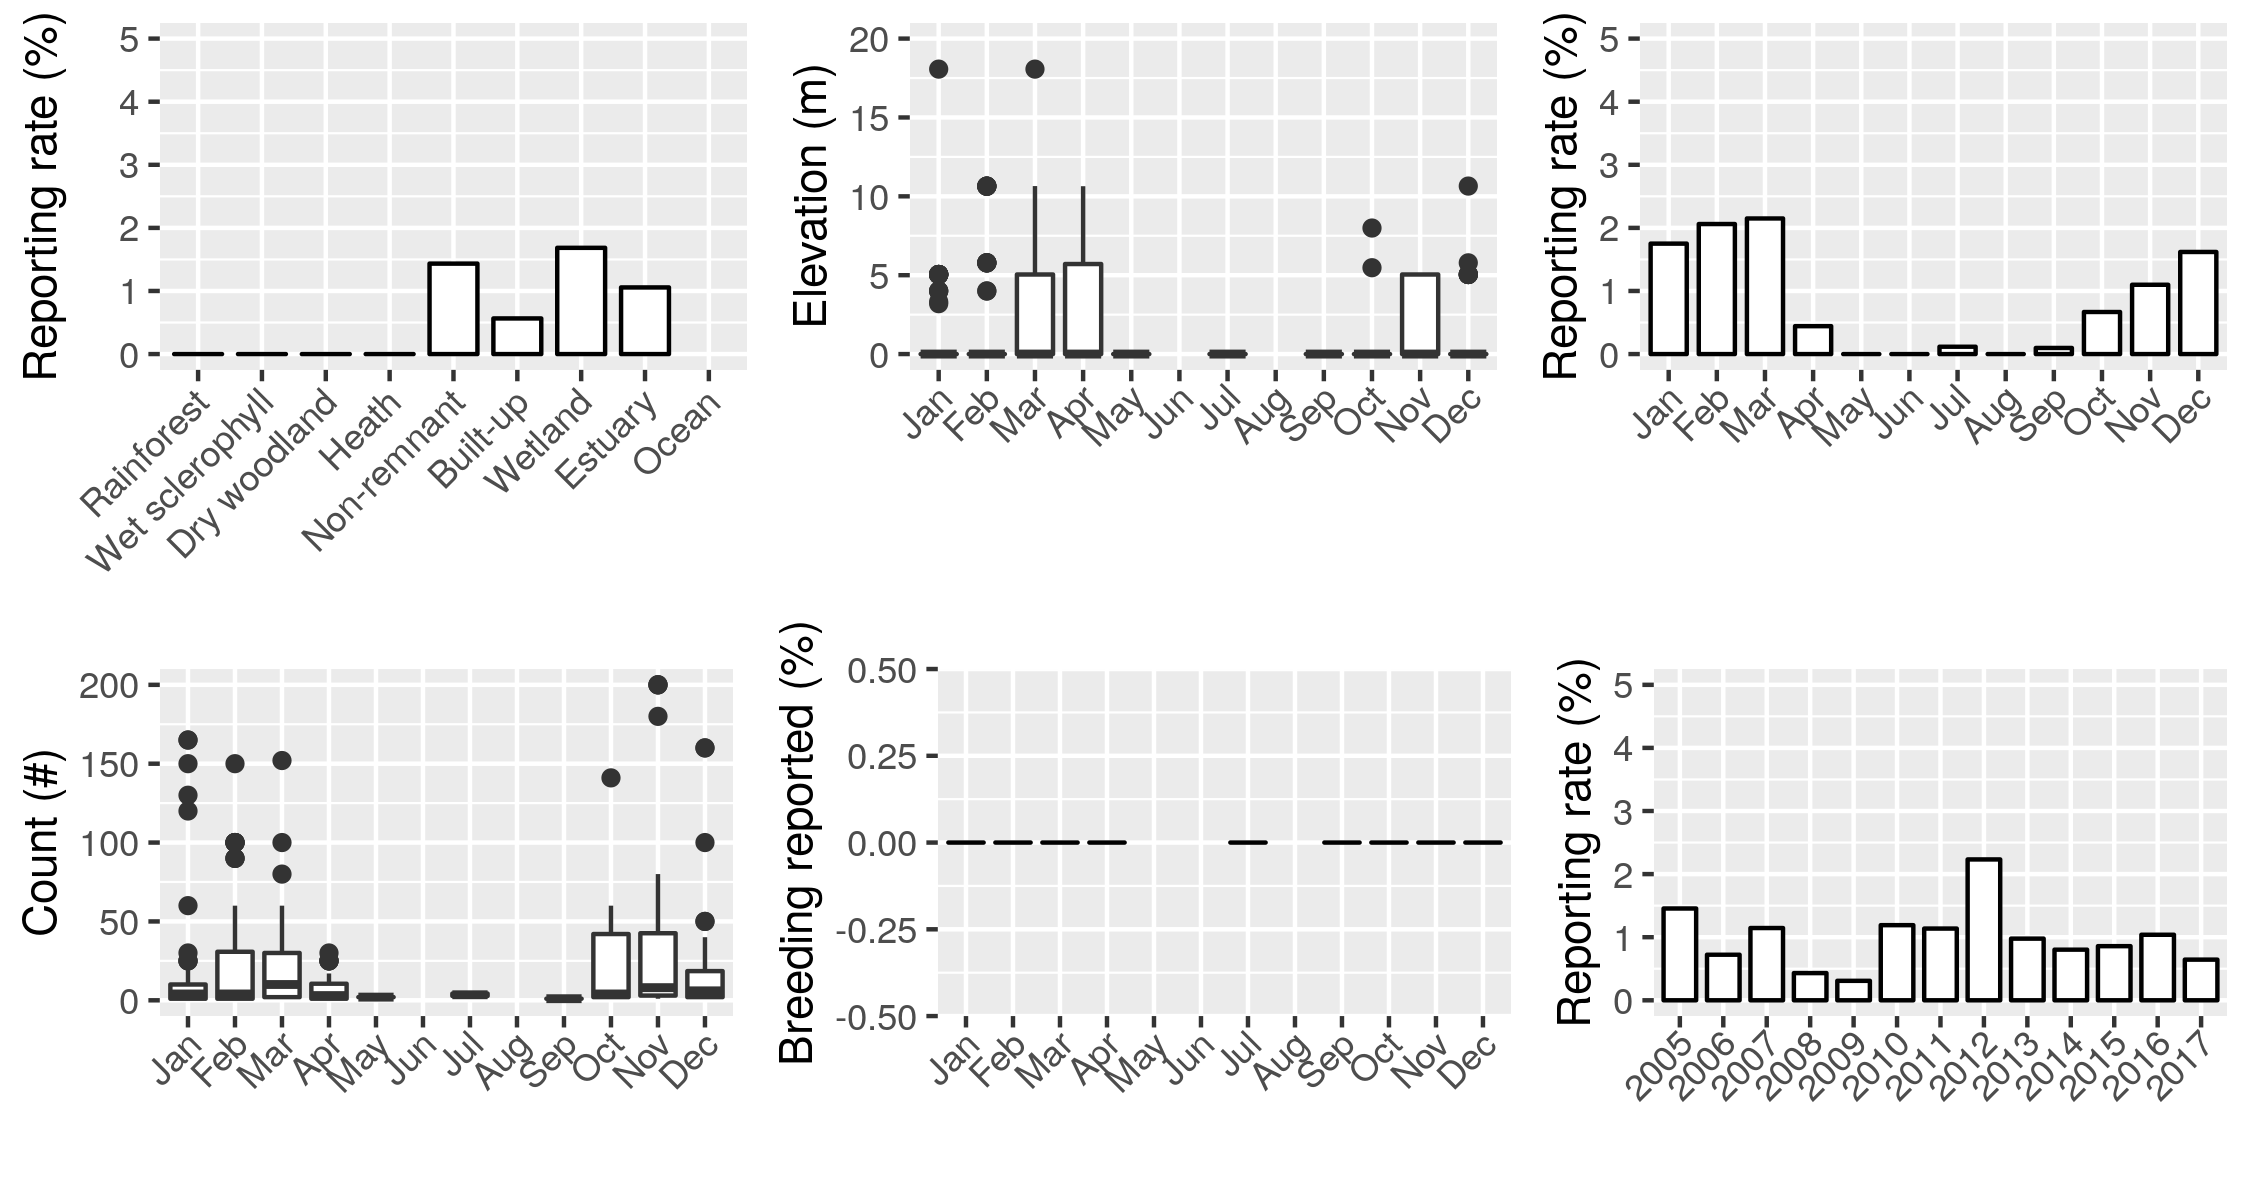 Reporting rate (%)
5
4
3
2
1
0
Rainforest
Wet sclerophyll
Dry woodland
Heath
Non-remnant
Built-up
Wetland
Estuary
Ocean
Elevation (m)
20
15
10
5
0
Jan
Feb
Mar
Apr
May
Jun
Jul
Aug
Sep
Oct
Nov
Dec
Reporting rate (%)
5
4
3
2
1
0
Jan
Feb
Mar
Apr
May
Jun
Jul
Aug
Sep
Oct
Nov
Dec
Count (#)
200
150
100
50
0
Jan
Feb
Mar
Apr
May
Jun
Jul
Aug
Sep
Oct
Nov
Dec
Breeding reported (%)
0.50
0.25
0.00
-0.25
-0.50
Jan
Feb
Mar
Apr
May
Jun
Jul
Aug
Sep
Oct
Nov
Dec
Reporting rate (%)
5
4
3
2
1
0
2005
2006
2007
2008
2009
2010
2011
2012
2013
2014
2015
2016
2017